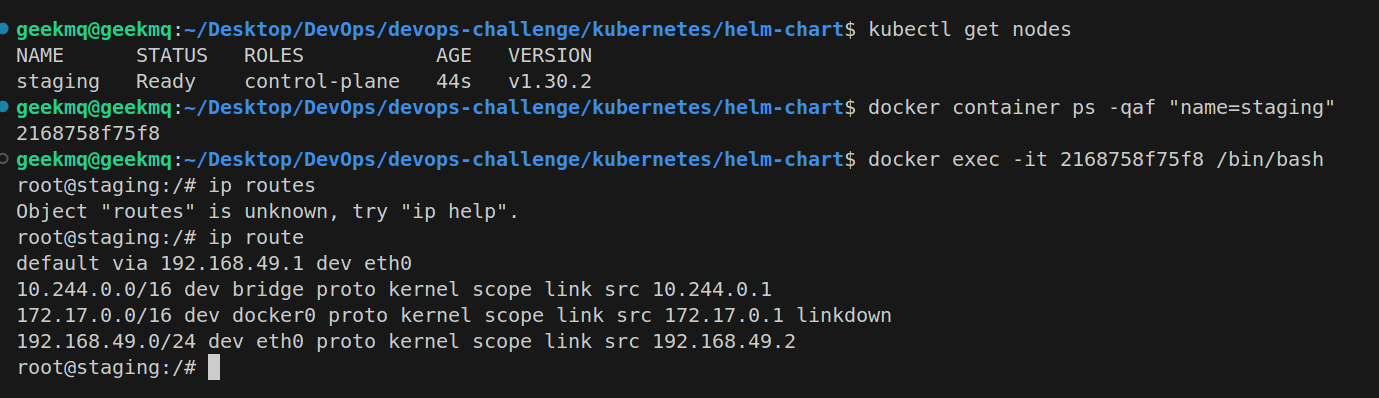 geekmq@geekmq:~/Desktop/DevOps/devops-challenge/kubernetes/helm-chart$ kubectl get nodes
NAME      STATUS   ROLES           AGE   VERSION
staging   Ready    control-plane   44s   v1.30.2
geekmq@geekmq:~/Desktop/DevOps/devops-challenge/kubernetes/helm-chart$ docker container ps -qaf "name=staging"
2168758f75f8
geekmq@geekmq:~/Desktop/DevOps/devops-challenge/kubernetes/helm-chart$ docker exec -it 2168758f75f8 /bin/bash
root@staging:/# ip routes
Object "routes" is unknown, try "ip help".
root@staging:/# ip route
default via 192.168.49.1 dev eth0
10.244.0.0/16 dev bridge proto kernel scope link src 10.244.0.1
172.17.0.0/16 dev docker0 proto kernel scope link src 172.17.0.1 linkdown
192.168.49.0/24 dev eth0 proto kernel scope link src 192.168.49.2
root@staging:/#